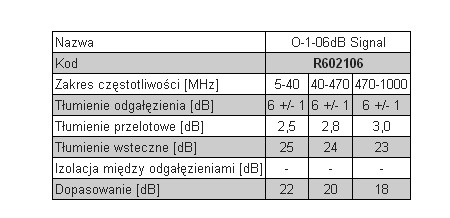 Nazwa O-1-06dB Signal
Kod R602106
Zakres częstotliwości [MHz] 5-40 40-470 470-1000
Tłumienie odgałęzienia [dB] 6 +/- 1 6 +/- 1 6 +/- 1
Tłumienie przelotowe [dB] 2,5 2,8 3,0
Tłumienie wsteczne [dB] 25 24 23
Izolacja między odgałęzieniami [dB] - - -
Dopasowanie [dB] 22 20 18